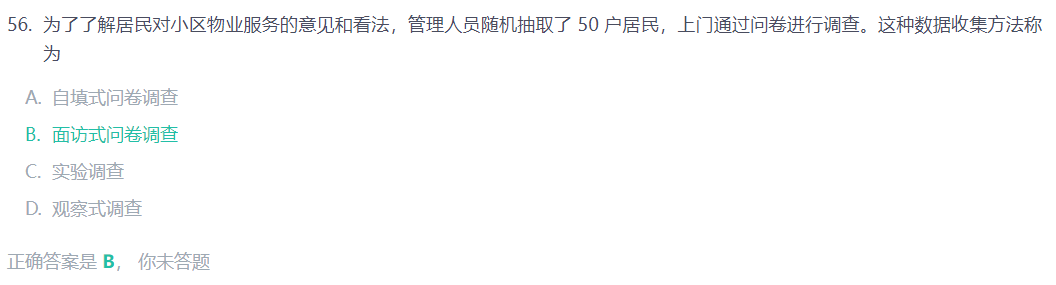 56. 为了了解居民对小区物业服务的意见和看法，管理人员随机抽取了 50 户居民，上门通过问卷进行调查。这种数据收集方法称
为
A. 自填式问卷调查
B. 面访式问卷调查
C. 实验调查
D. 观察式调查
正确答案是 B， 你未答题